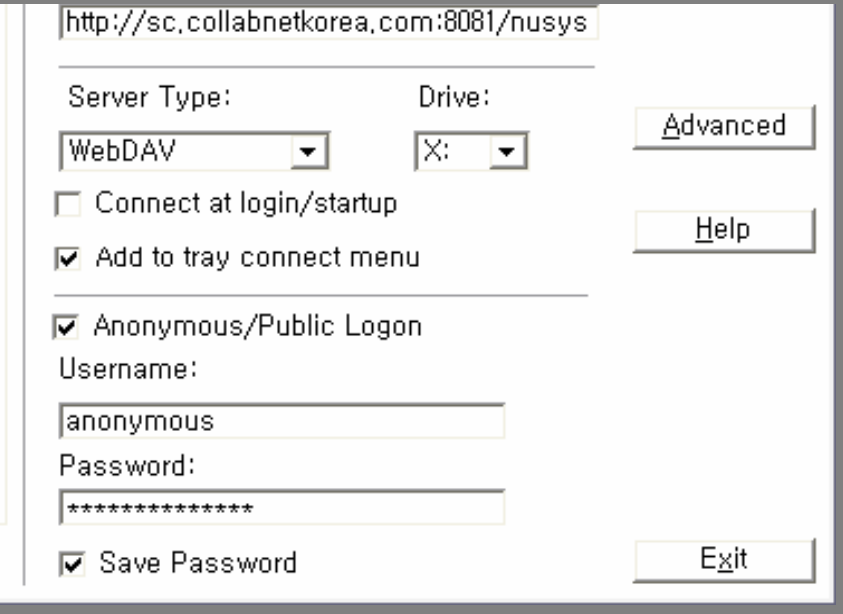 http://sc.collabnetkorea.com:8081/nusys
Server Type: Drive:
WebDAV X:
Advanced
Connect at login/startup
Help
Add to tray connect menu
Anonymous/Public Logon
Username:
anonymous
Password:
**************
Save Password
Exit